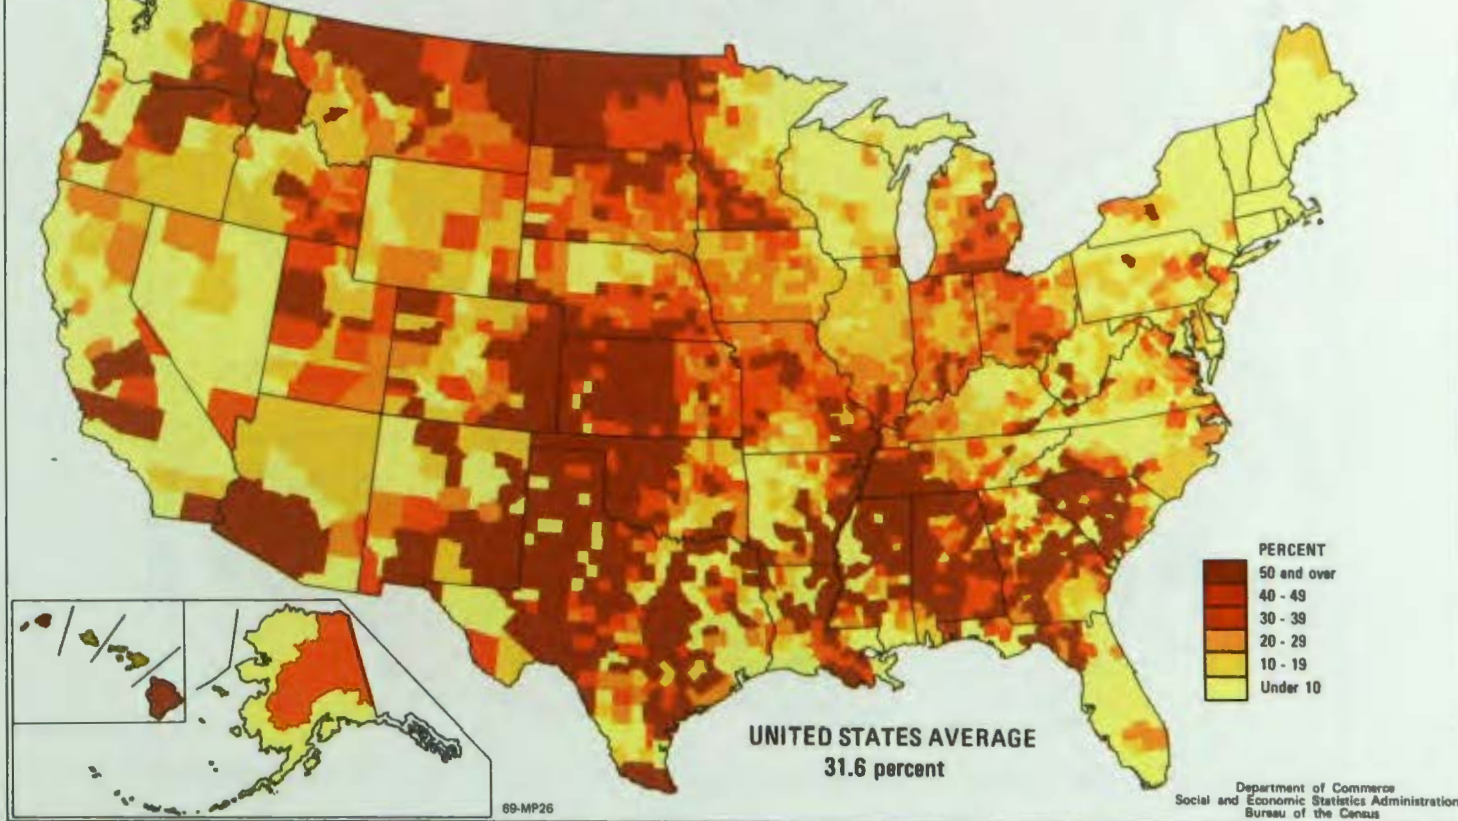 PERCENT
50 and over
40 - 49
30 - 39
20 - 29
10 - 19
Under 10
UNITED STATES AVERAGE
31.6 percent
69-MP26
Department of Commerce
Social and Economic Statistics Administration
Bureau of the Census